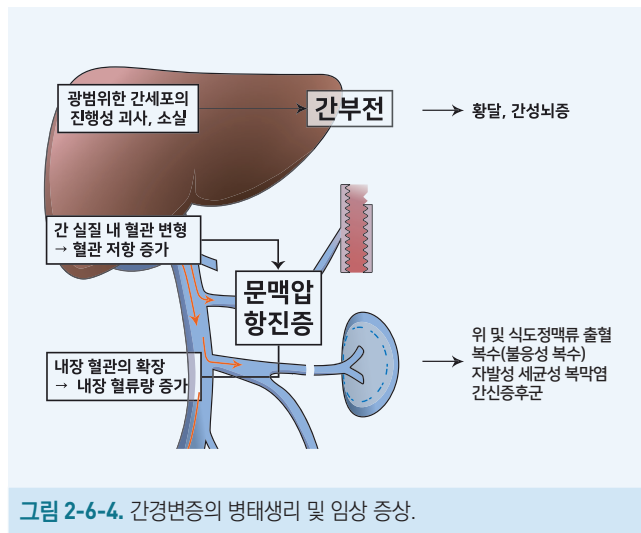 광범위한 간세포의
진행성 괴사, 소실
간부전
황달, 간성뇌증
간 실질 내 혈관 변형
→ 혈관 저항 증가
문맥압
항진증
내장 혈관의 확장
→ 내장 혈류량 증가
위 및 식도정맥류 출혈
복수(불응성 복수)
자발성 세균성 복막염
간신증후군
그림 2-6-4. 간경변증의 병태생리 및 임상 증상.